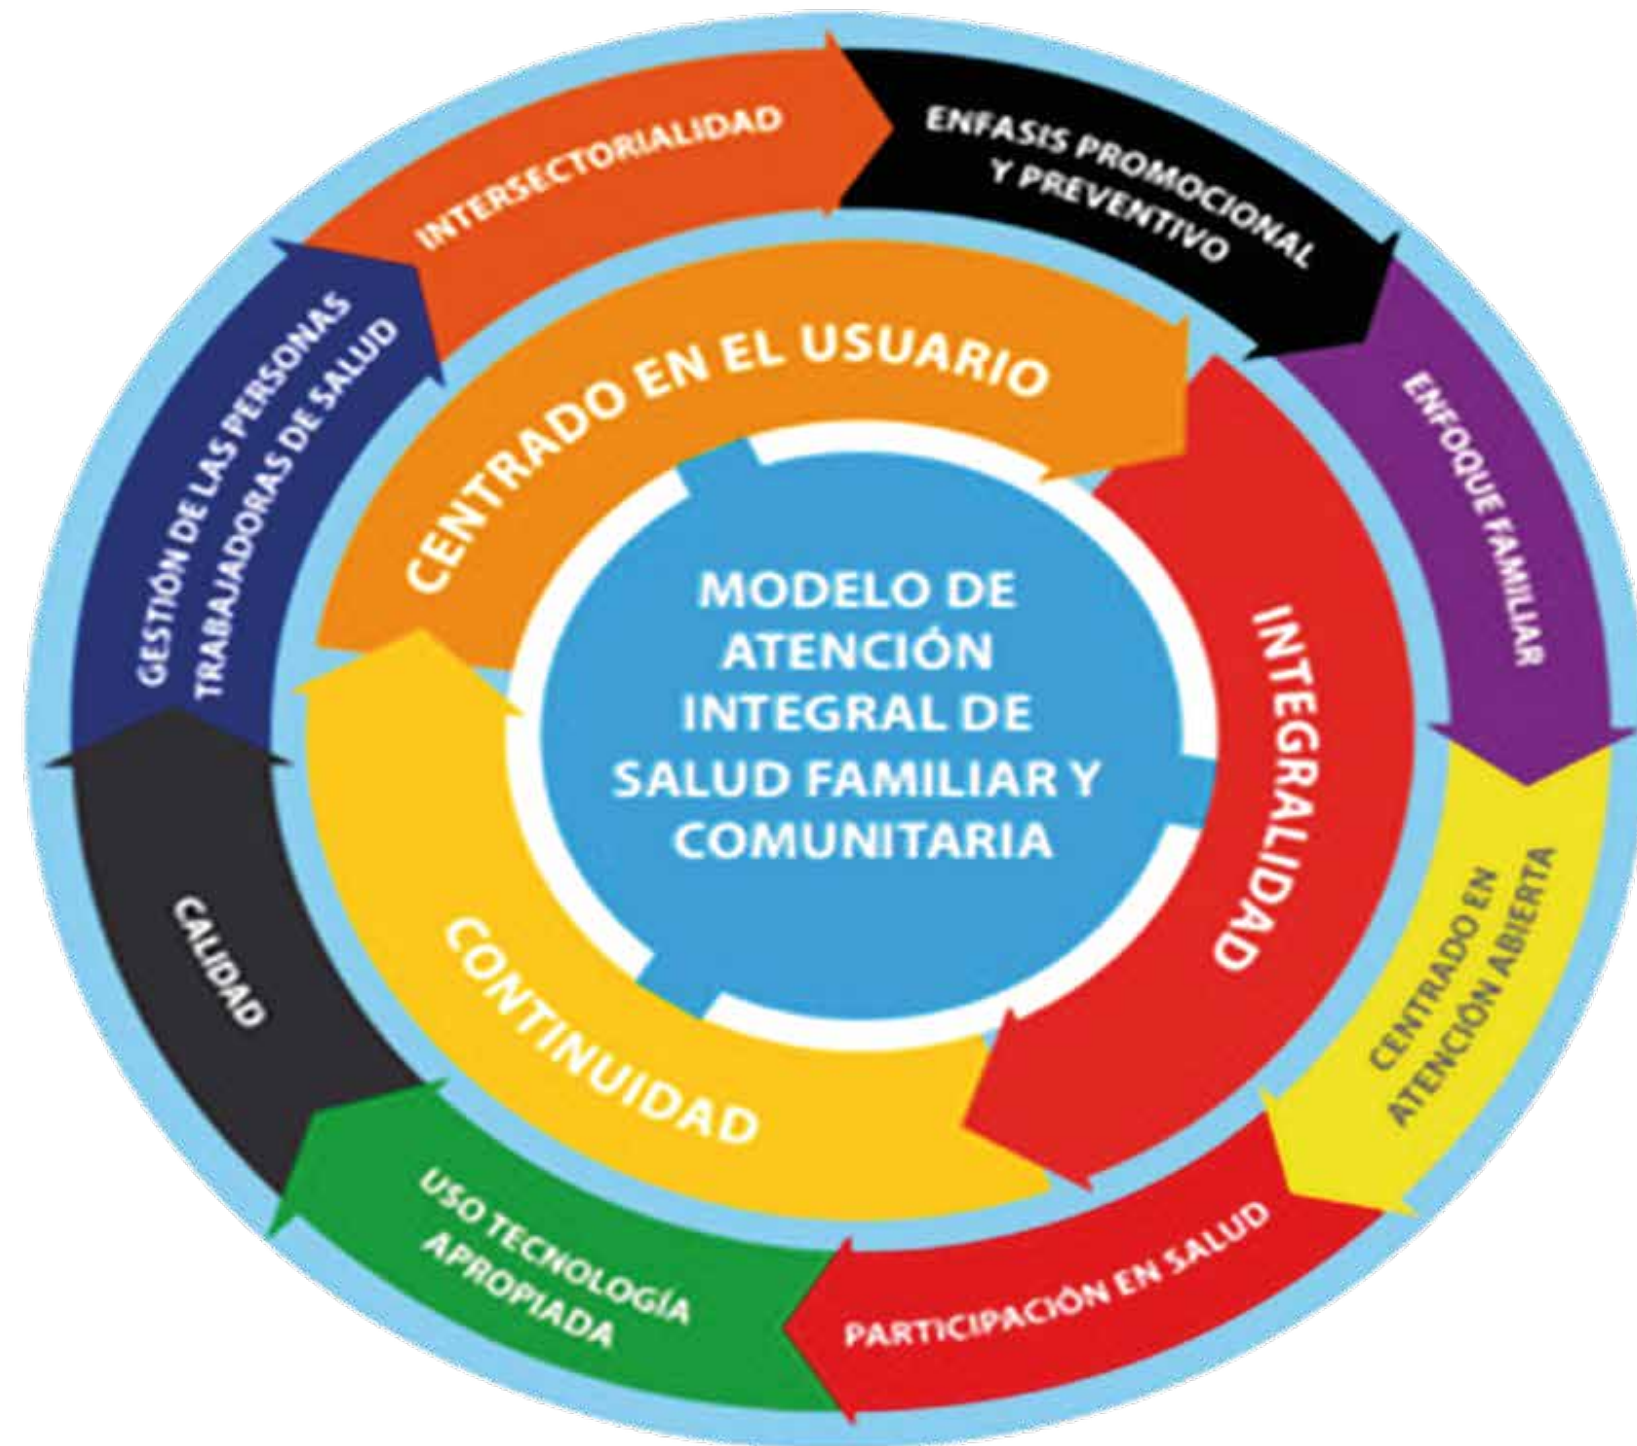 INTERSECTORIALIDAD
ENFASIS PROMOCIONAL
Y PREVENTIVO
ENFOQUE FAMILIAR
CENTRADO EN
ATENCIÓN ABIERTA
PARTICIPACIÓN EN SALUD
USO TECNOLOGÍA
APROPIADA
CALIDAD
GESTIÓN DE LAS PERSONAS
TRABAJADORAS DE SALUD
CENTRADO EN EL USUARIO
INTEGRALIDAD
CONTINUIDAD
MODELO DE
ATENCIÓN
INTEGRAL DE
SALUD FAMILIAR Y
COMUNITARIA